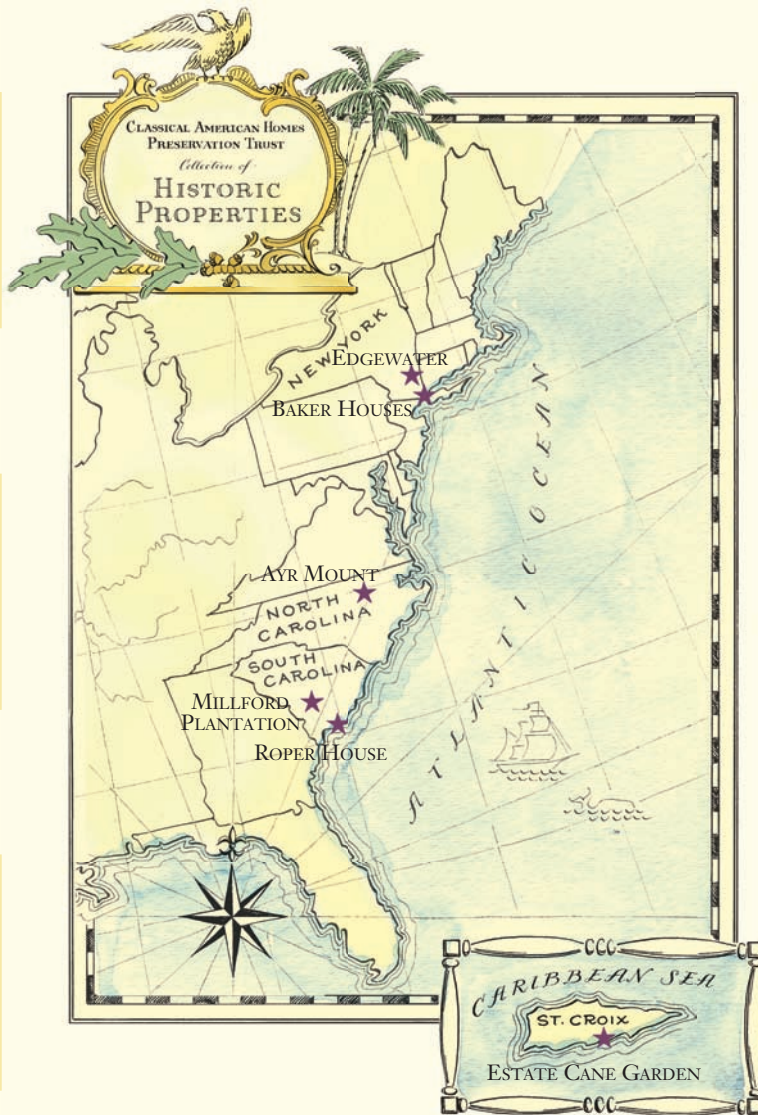 CLASSICAL AMERICAN HOMES
PRESERVATION TRUST
Collection of
HISTORIC
PROPERTIES
NEW YORK
EDGEWATER
BAKER HOUSES
ATLANTIC OCEAN
AYR MOUNT
NORTH
CAROLINA
SOUTH
CAROLINA
MILLFORD
PLANTATION
ROPER HOUSE
CARIBBEAN SEA
ST. CROIX
ESTATE CANE GARDEN